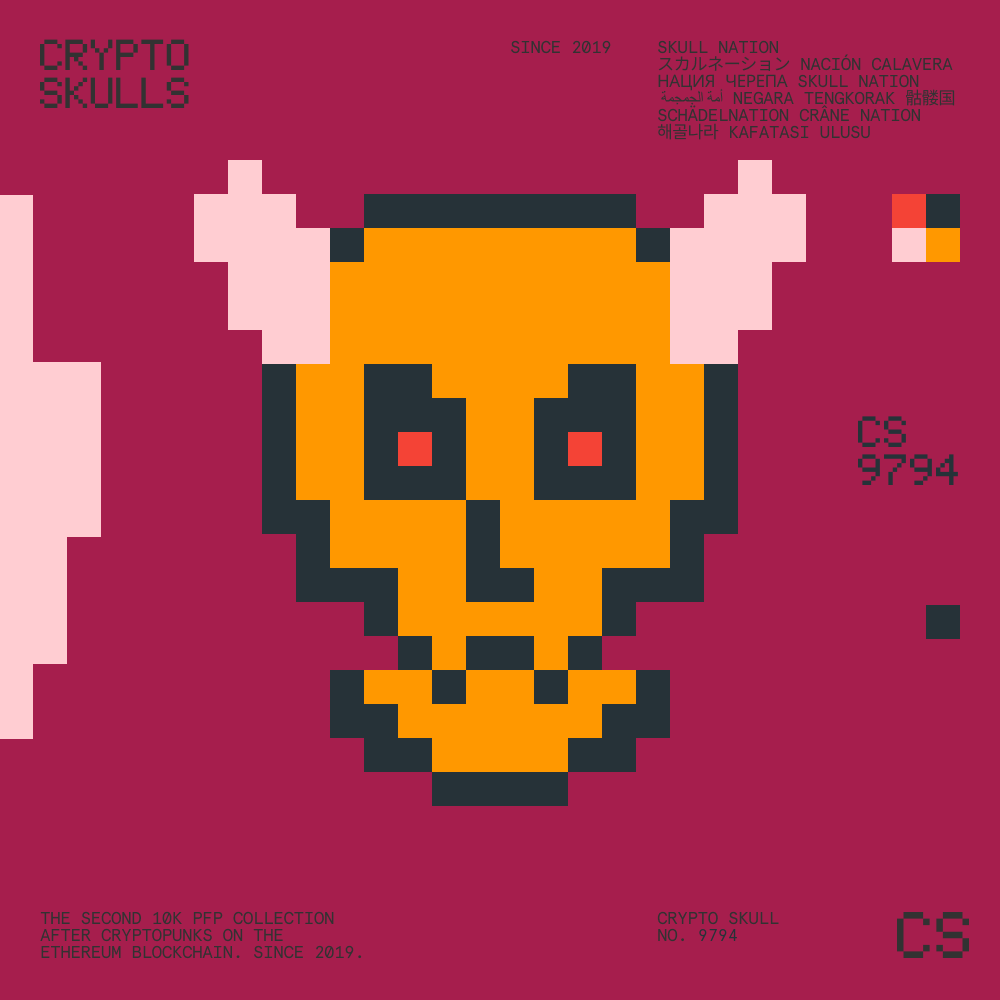 CRYPTO
SKULLS
SINCE 2019
SKULL NATION
スカルネーション NACIÓN CALAVERA
НАЦИЯ ЧЕРЕПА SKULL NATION
أمة الجمجمة NEGARA TENGKORAK 骷髅国
SCHÄDELNATION CRÂNE NATION
해골나라 KAFATASI ULUSU
CS
9794
THE SECOND 10K PFP COLLECTION
AFTER CRYPTOPUNKS ON THE
ETHEREUM BLOCKCHAIN. SINCE 2019.
CRYPTO SKULL
NO. 9794
CS